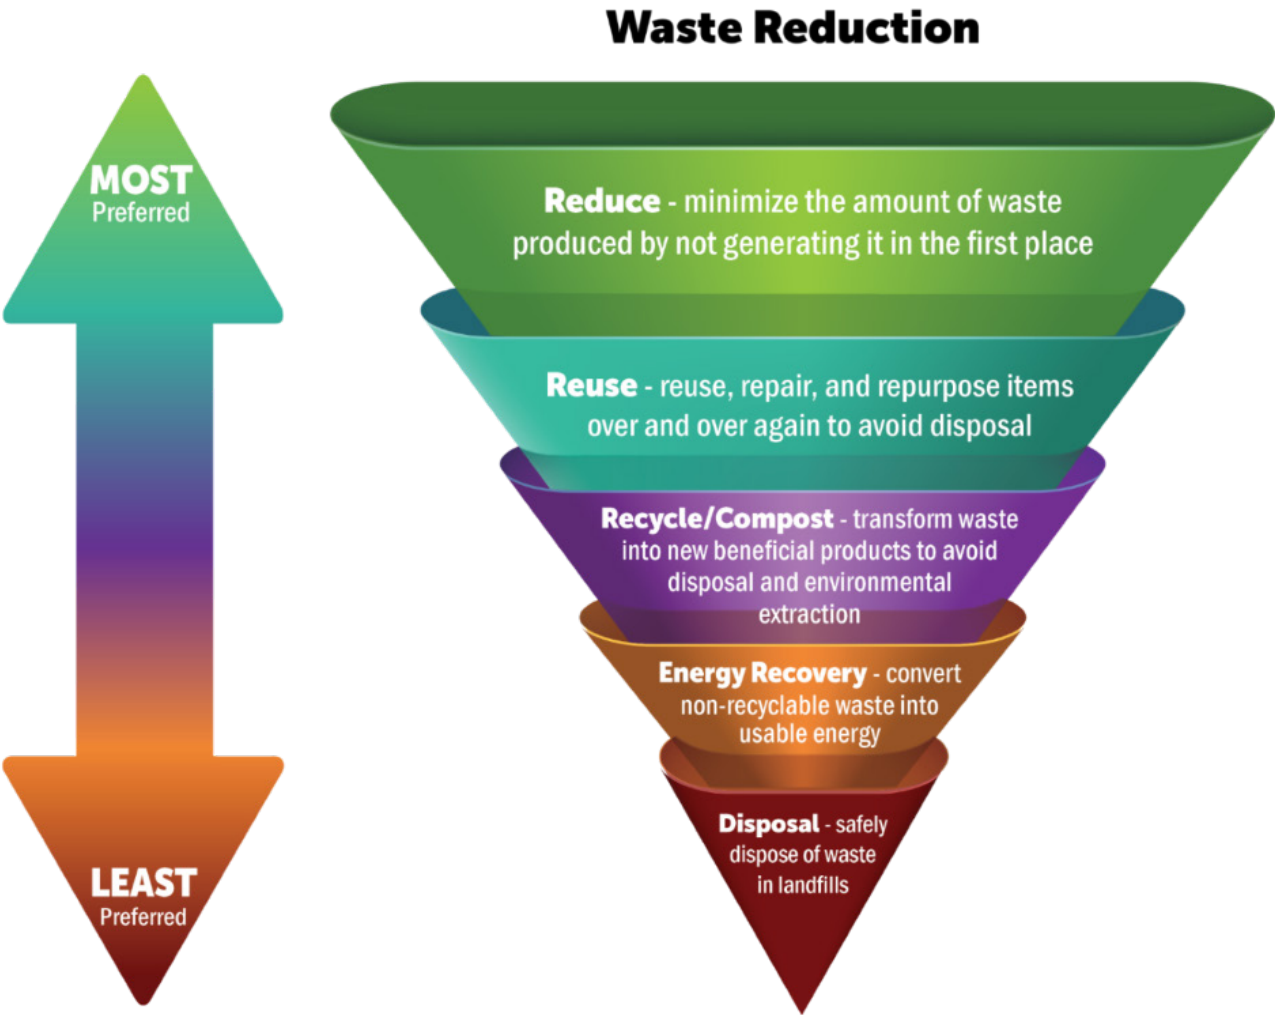 Waste Reduction
MOST
Preferred
Reduce - minimize the amount of waste
produced by not generating it in the first place
Reuse - reuse, repair, and repurpose items
over and over again to avoid disposal
Recycle/Compost - transform waste
into new beneficial products to avoid
disposal and environmental
extraction
Energy Recovery - convert
non-recyclable waste into
usable energy
Disposal - safely
dispose of waste
in landfills
LEAST
Preferred